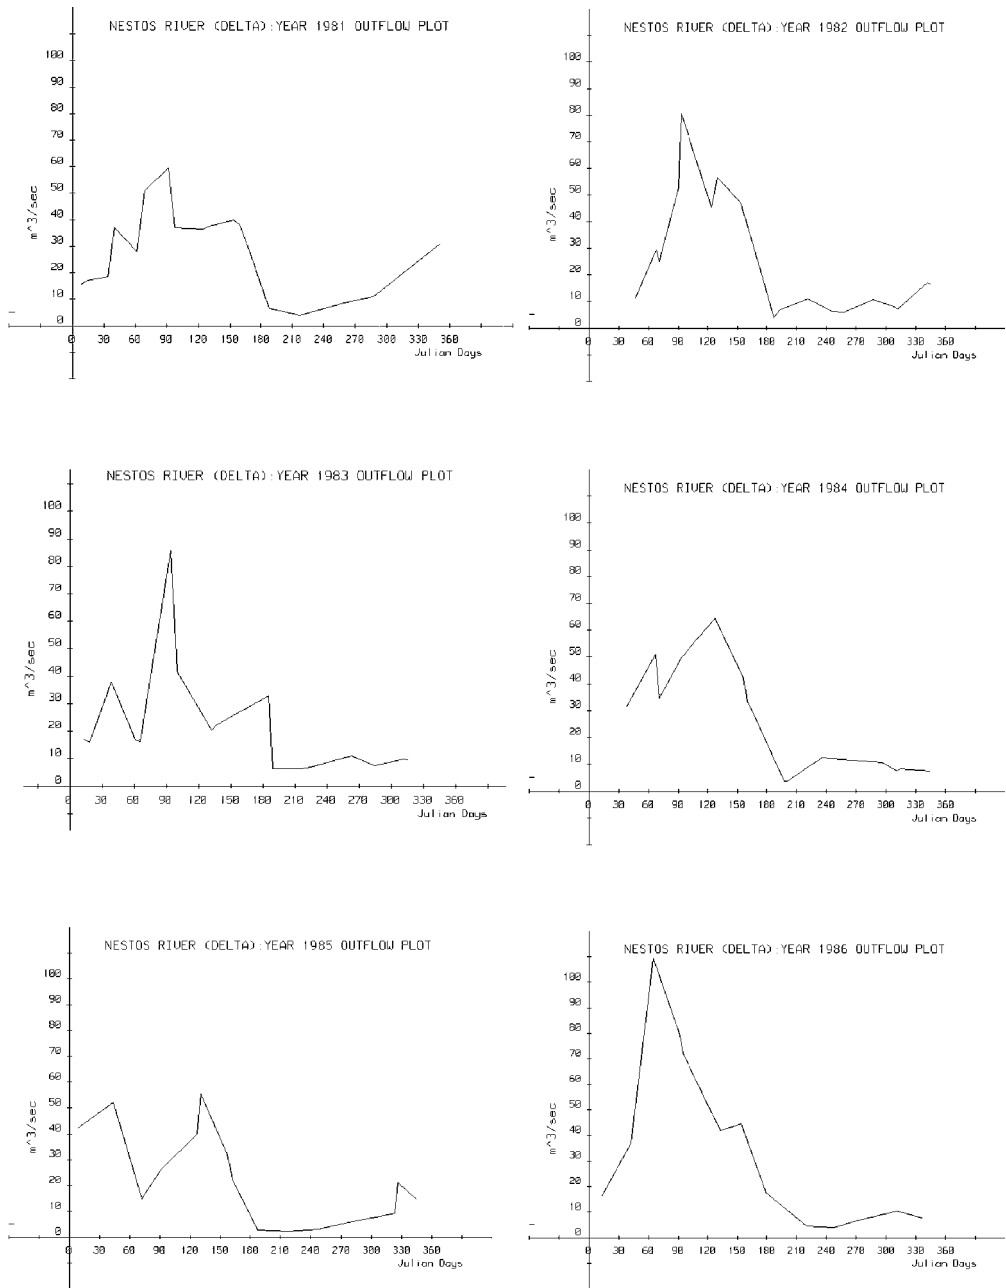 NESTOS RIVER (DELTA):YEAR 1981 OUTFLOW PLOT
100
90
80
70
60
50
40
30
20
10
0
m^3/sec
0 30 60 90 120 150 180 210 240 270 300 330 360
Julian Days
NESTOS RIVER (DELTA):YEAR 1982 OUTFLOW PLOT
100
90
80
70
60
50
40
30
20
10
0
m^3/sec
0 30 60 90 120 150 180 210 240 270 300 330 360
Julian Days
NESTOS RIVER (DELTA):YEAR 1983 OUTFLOW PLOT
100
90
80
70
60
50
40
30
20
10
0
m^3/sec
0 30 60 90 120 150 180 210 240 270 300 330 360
Julian Days
NESTOS RIVER (DELTA):YEAR 1984 OUTFLOW PLOT
100
90
80
70
60
50
40
30
20
10
0
m^3/sec
0 30 60 90 120 150 180 210 240 270 300 330 360
Julian Days
NESTOS RIVER (DELTA):YEAR 1985 OUTFLOW PLOT
100
90
80
70
60
50
40
30
20
10
0
m^3/sec
0 30 60 90 120 150 180 210 240 270 300 330 360
Julian Days
NESTOS RIVER (DELTA):YEAR 1986 OUTFLOW PLOT
100
90
80
70
60
50
40
30
20
10
0
m^3/sec
0 30 60 90 120 150 180 210 240 270 300 330 360
Julian Days